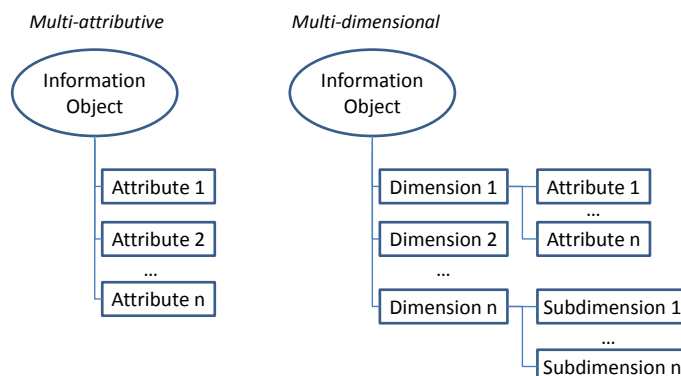 Multi-attributive
Information
Object
Attribute 1
Attribute 2
...
Attribute n
Multi-dimensional
Information
Object
Dimension 1
Attribute 1
...
Attribute n
Dimension 2
...
Dimension n
Subdimension 1
...
Subdimension n